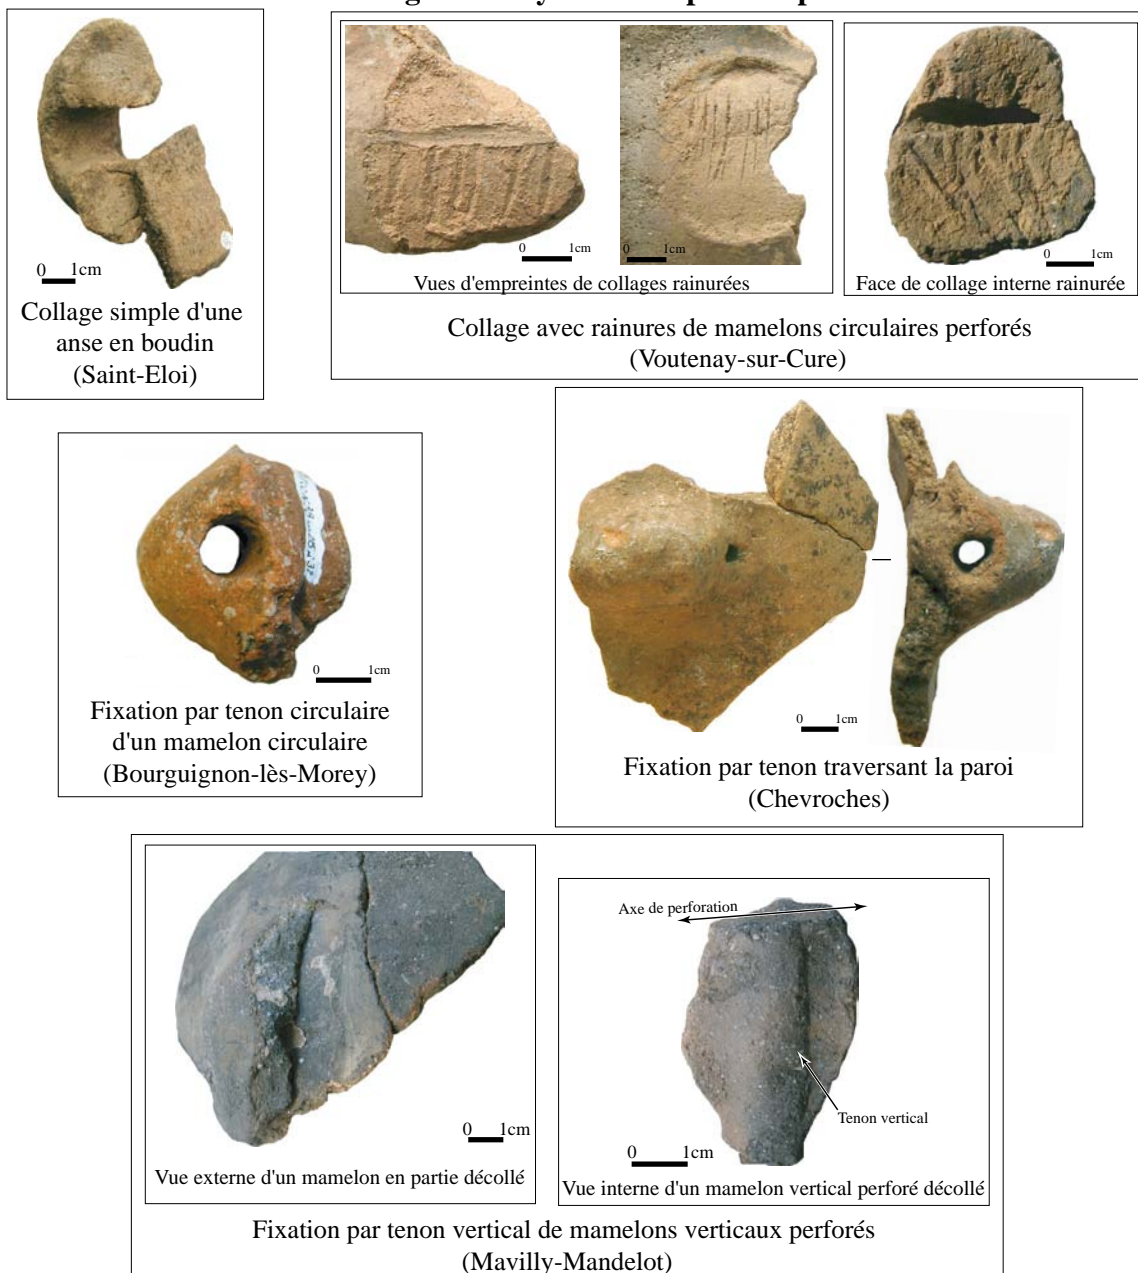 0 1cm
Collage simple d'une
anse en boudin
(Saint-Eloi)
0 1cm
0 1cm
Vues d'empreintes de collages rainurées
0 1cm
Face de collage interne rainurée
Collage avec rainures de mamelons circulaires perforés
(Voutenay-sur-Cure)
0 1cm
Fixation par tenon circulaire
d'un mamelon circulaire
(Bourguignon-lès-Morey)
0 1cm
Fixation par tenon traversant la paroi
(Chevroches)
0 1cm
Vue externe d'un mamelon en partie décollé
Axe de perforation
Tenon vertical
0 1cm
Vue interne d'un mamelon vertical perforé décollé
Fixation par tenon vertical de mamelons verticaux perforés
(Mavilly-Mandelot)